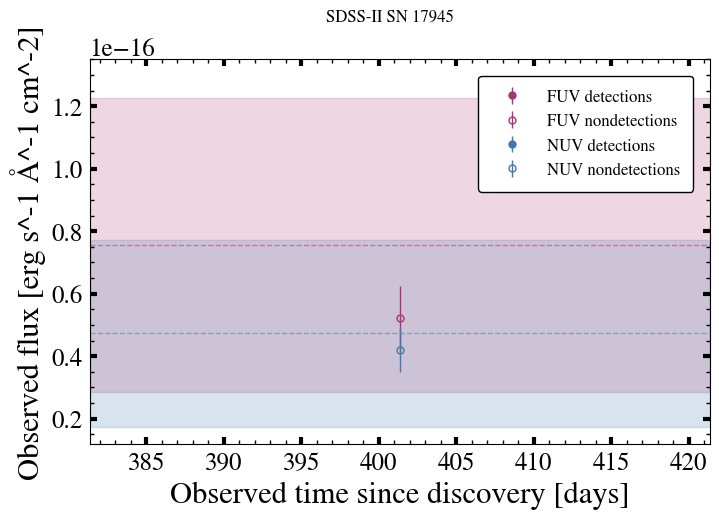 SDSS-II SN 17945
1e−16
Observed flux [erg s^-1 Å^-1 cm^-2]
1.2
1.0
0.8
0.6
0.4
0.2
FUV detections
FUV nondetections
NUV detections
NUV nondetections
385 390 395 400 405 410 415 420
Observed time since discovery [days]